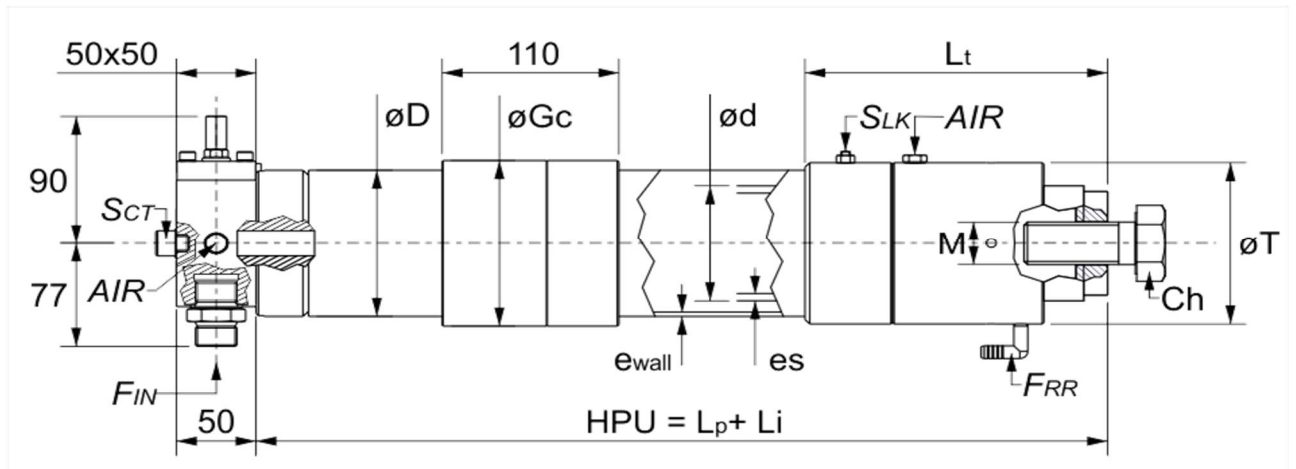 50x50
110
Lt
øD
øGc
ød
SLK
AIR
90
SCT
M
øT
77
AIR
Ch
ewall
es
FIN
FRR
50
HPU = Lp+ Li